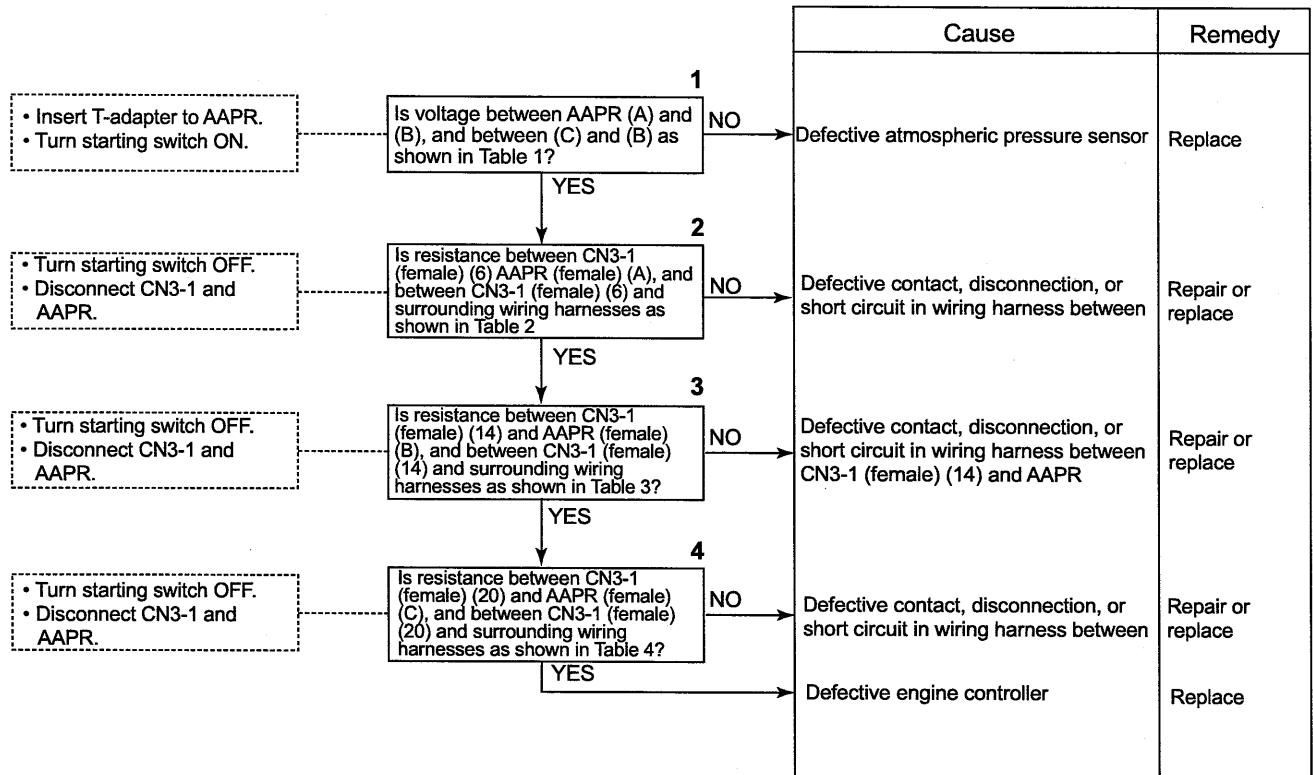 Cause
Remedy
• Insert T-adapter to AAPR.
• Turn starting switch ON.
1
Is voltage between AAPR (A) and
(B), and between (C) and (B) as
shown in Table 1?
NO
Defective atmospheric pressure sensor
Replace
YES
• Turn starting switch OFF.
• Disconnect CN3-1 and
AAPR.
2
Is resistance between CN3-1
(female) (6) AAPR (female) (A), and
between CN3-1 (female) (6) and
surrounding wiring harnesses as
shown in Table 2
NO
Defective contact, disconnection, or
short circuit in wiring harness between
Repair or
replace
YES
• Turn starting switch OFF.
• Disconnect CN3-1 and
AAPR.
3
Is resistance between CN3-1
(female) (14) and AAPR (female)
(B), and between CN3-1 (female)
(14) and surrounding wiring
harnesses as shown in Table 3?
NO
Defective contact, disconnection, or
short circuit in wiring harness between
CN3-1 (female) (14) and AAPR
Repair or
replace
YES
• Turn starting switch OFF.
• Disconnect CN3-1 and
AAPR.
4
Is resistance between CN3-1
(female) (20) and AAPR (female)
(C), and between CN3-1 (female)
(20) and surrounding wiring
harnesses as shown in Table 4?
NO
Defective contact, disconnection, or
short circuit in wiring harness between
Repair or
replace
YES
Defective engine controller
Replace